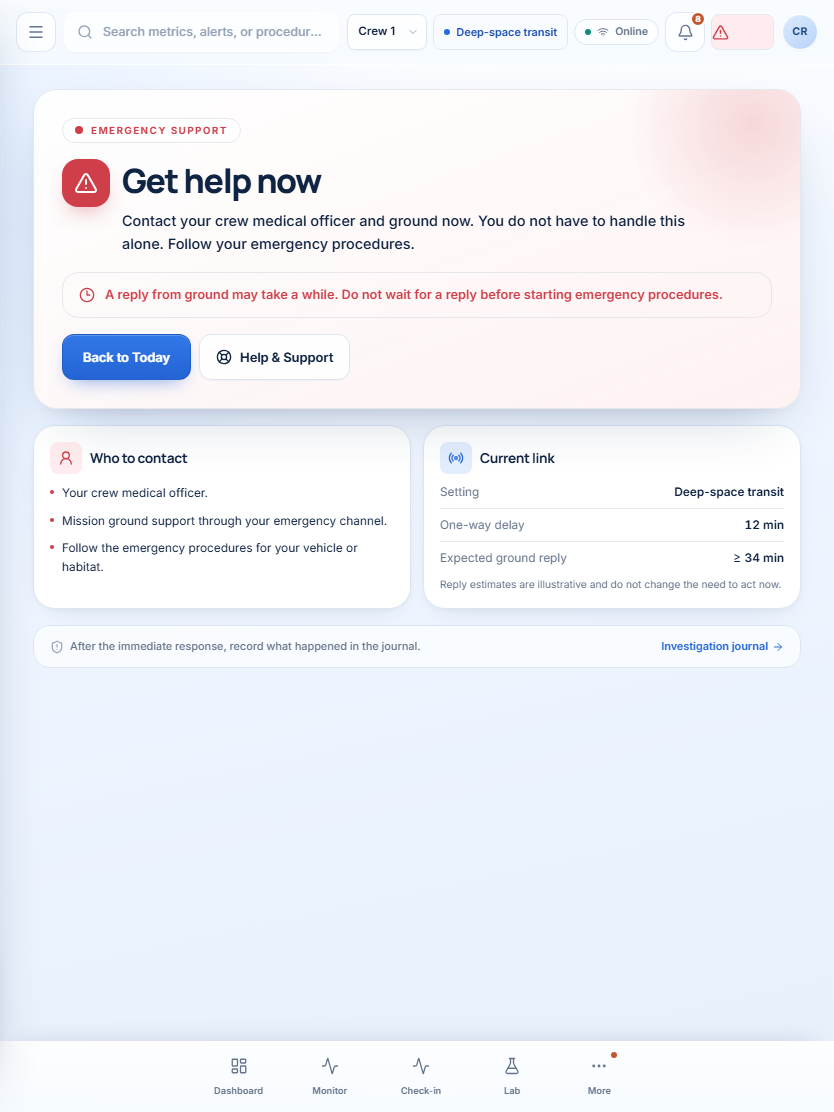 Search metrics, alerts, or procedur...
Crew 1
Deep-space transit
Online
8
CR
EMERGENCY SUPPORT
Get help now
Contact your crew medical officer and ground now. You do not have to handle this
alone. Follow your emergency procedures.
A reply from ground may take a while. Do not wait for a reply before starting emergency procedures.
Back to Today
Help & Support
Who to contact
Your crew medical officer.
Mission ground support through your emergency channel.
Follow the emergency procedures for your vehicle or
habitat.
Current link
Setting
Deep-space transit
One-way delay
12 min
Expected ground reply
≥ 34 min
Reply estimates are illustrative and do not change the need to act now.
After the immediate response, record what happened in the journal.
Investigation journal →
Dashboard
Monitor
Check-in
Lab
More